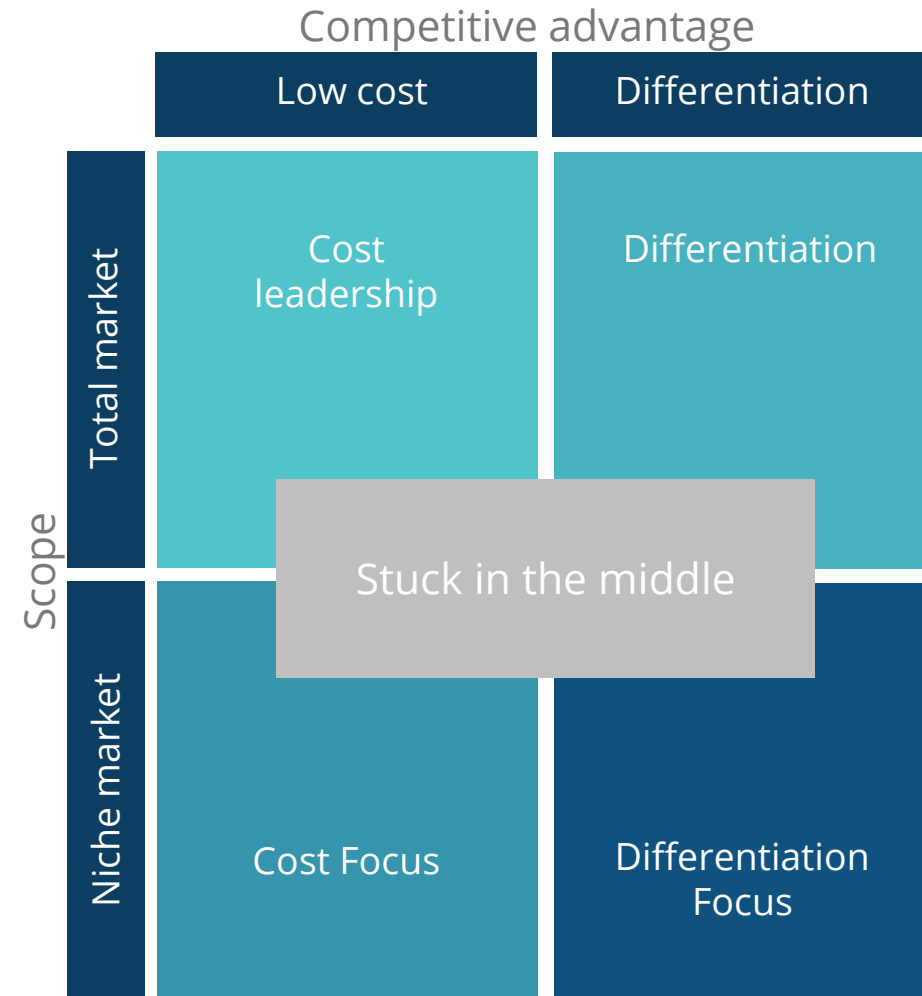 Competitive advantage
Low cost
Differentiation
Scope
Total market
Cost
leadership
Differentiation
Stuck in the middle
Niche market
Cost Focus
Differentiation
Focus